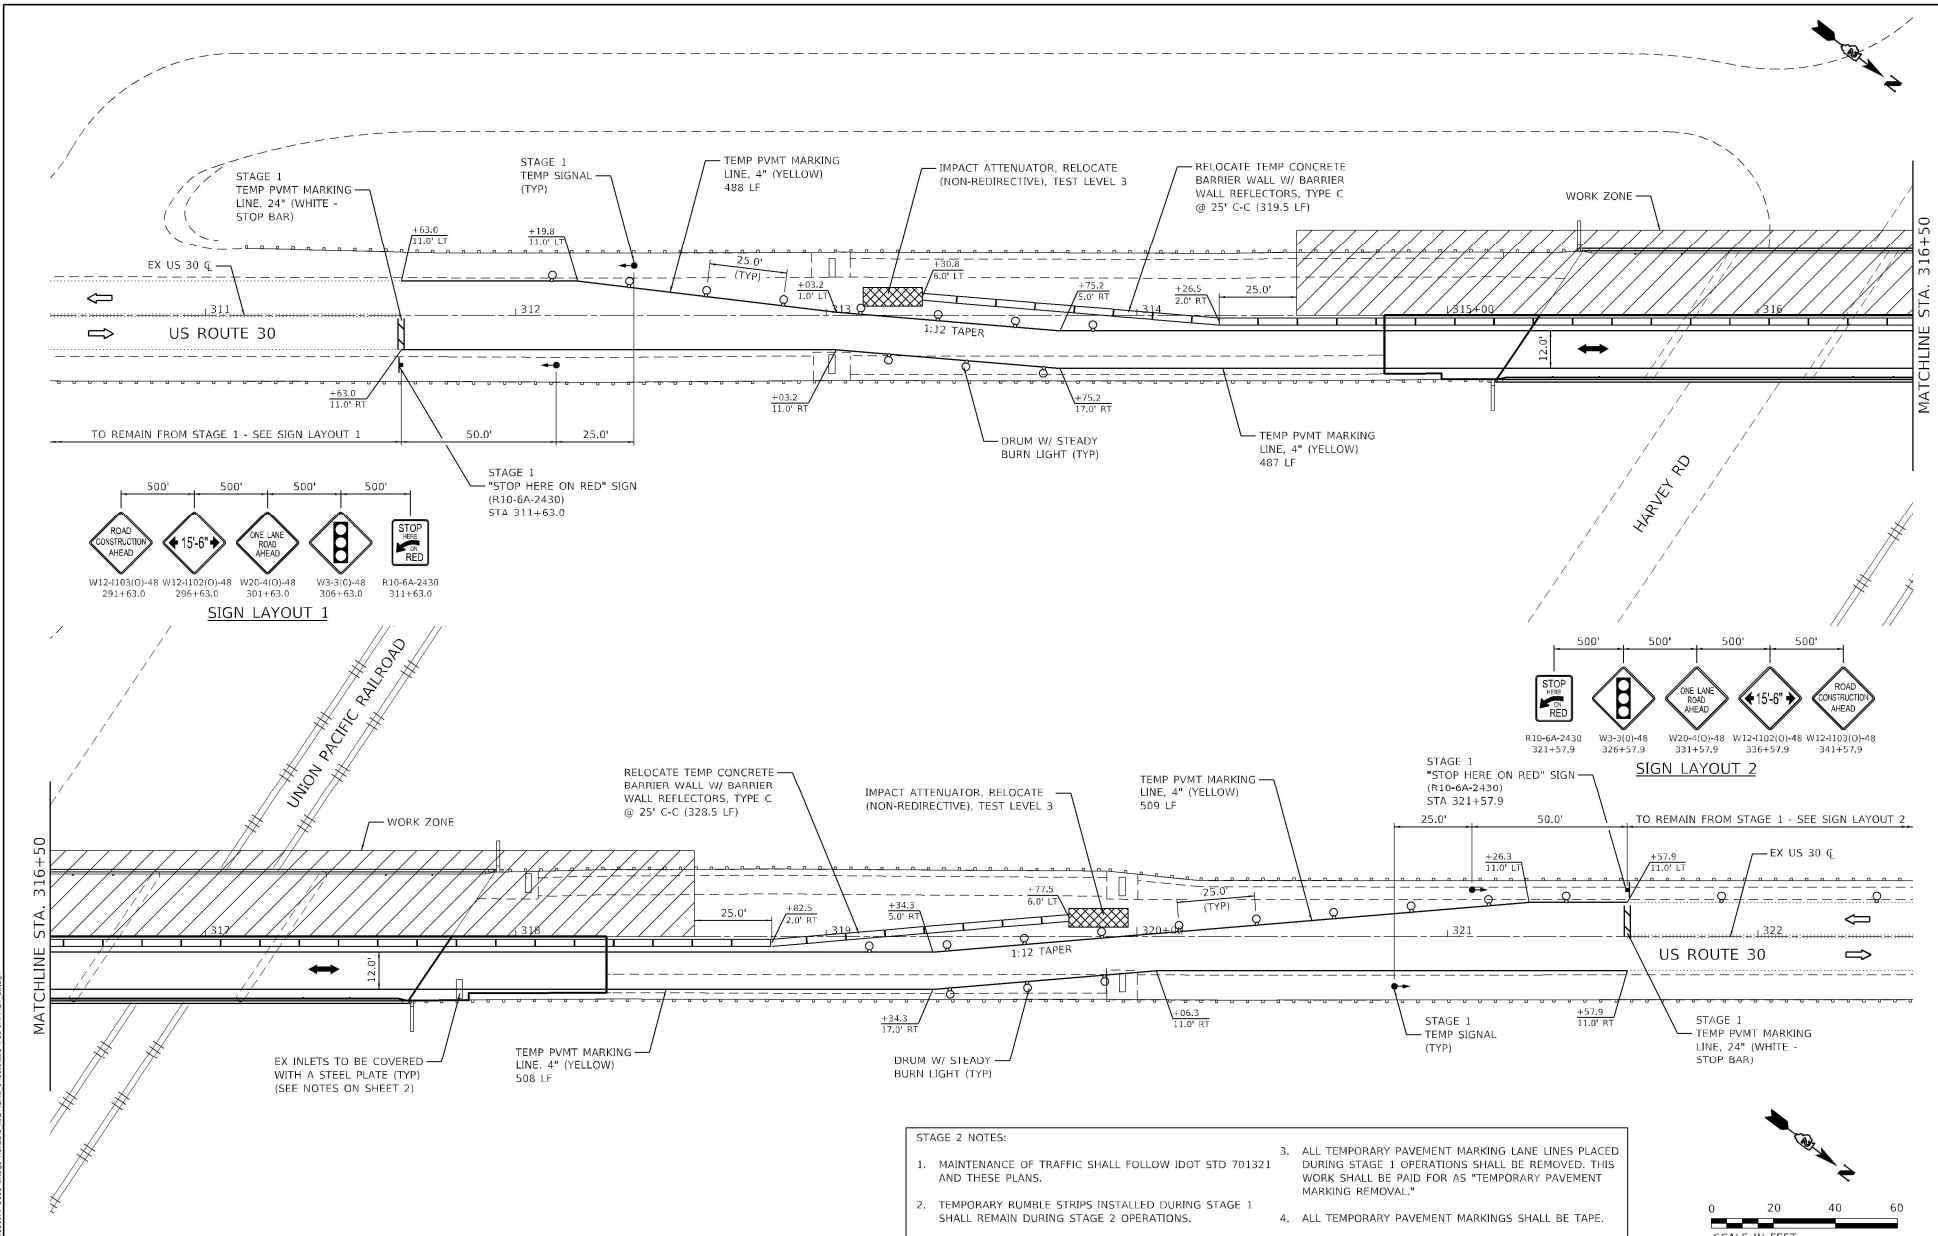 N
STAGE 1
TEMP PVMT MARKING
LINE, 24" (WHITE -
STOP BAR)
STAGE 1
TEMP SIGNAL
(TYP)
TEMP PVMT MARKING
LINE, 4" (YELLOW)
488 LF
IMPACT ATTENUATOR, RELOCATE
(NON-REDIRECTIVE), TEST LEVEL 3
RELOCATE TEMP CONCRETE
BARRIER WALL W/ BARRIER
WALL REFLECTORS, TYPE C
@ 25' C-C (319.5 LF)
WORK ZONE
MATCHLINE STA. 316+50
+63.0
11.0' LT
+19.8
11.0' LT
25.0'
(TYP)
+30.8
6.0' LT
+03.2
1.0' LT
+75.2
5.0' RT
+26.5
2.0' RT
25.0'
EX US 30 ℄
311
312
313
314
315+00
316
US ROUTE 30
1:12 TAPER
12.0'
+63.0
11.0' RT
+03.2
11.0' RT
+75.2
17.0' RT
TO REMAIN FROM STAGE 1 - SEE SIGN LAYOUT 1
50.0'
25.0'
DRUM W/ STEADY
BURN LIGHT (TYP)
TEMP PVMT MARKING
LINE, 4" (YELLOW)
487 LF
HARVEY RD
STAGE 1
"STOP HERE ON RED" SIGN
(R10-6A-2430)
STA 311+63.0
500'
500'
500'
500'
ROAD
CONSTRUCTION
AHEAD
15'-6"
ONE LANE
ROAD
AHEAD
STOP
HERE
ON
RED
W12-I103(O)-48
291+63.0
W12-I102(O)-48
296+63.0
W20-4(O)-48
301+63.0
W3-3(O)-48
306+63.0
R10-6A-2430
311+63.0
SIGN LAYOUT 1
UNION PACIFIC RAILROAD
500'
500'
500'
500'
STOP
HERE
ON
RED
ONE LANE
ROAD
AHEAD
15'-6"
ROAD
CONSTRUCTION
AHEAD
R10-6A-2430
321+57.9
W3-3(O)-48
326+57.9
W20-4(O)-48
331+57.9
W12-I102(O)-48
336+57.9
W12-I103(O)-48
341+57.9
SIGN LAYOUT 2
MATCHLINE STA. 316+50
WORK ZONE
RELOCATE TEMP CONCRETE
BARRIER WALL W/ BARRIER
WALL REFLECTORS, TYPE C
@ 25' C-C (328.5 LF)
IMPACT ATTENUATOR, RELOCATE
(NON-REDIRECTIVE), TEST LEVEL 3
TEMP PVMT MARKING
LINE, 4" (YELLOW)
509 LF
STAGE 1
"STOP HERE ON RED" SIGN
(R10-6A-2430)
STA 321+57.9
25.0'
50.0'
TO REMAIN FROM STAGE 1 - SEE SIGN LAYOUT 2
25.0'
+82.5
2.0' RT
+34.3
5.0' RT
+77.5
6.0' LT
25.0'
(TYP)
+26.3
11.0' LT
+57.9
11.0' LT
EX US 30 ℄
317
318
319
320+00
321
322
1:12 TAPER
US ROUTE 30
12.0'
+34.3
17.0' RT
+06.3
11.0' RT
+57.9
11.0' RT
EX INLETS TO BE COVERED
WITH A STEEL PLATE (TYP)
(SEE NOTES ON SHEET 2)
TEMP PVMT MARKING
LINE, 4" (YELLOW)
508 LF
DRUM W/ STEADY
BURN LIGHT (TYP)
STAGE 1
TEMP SIGNAL
(TYP)
STAGE 1
TEMP PVMT MARKING
LINE, 24" (WHITE -
STOP BAR)
STAGE 2 NOTES:
1. MAINTENANCE OF TRAFFIC SHALL FOLLOW IDOT STD 701321
AND THESE PLANS.
2. TEMPORARY RUMBLE STRIPS INSTALLED DURING STAGE 1
SHALL REMAIN DURING STAGE 2 OPERATIONS.
3. ALL TEMPORARY PAVEMENT MARKING LANE LINES PLACED
DURING STAGE 1 OPERATIONS SHALL BE REMOVED. THIS
WORK SHALL BE PAID FOR AS "TEMPORARY PAVEMENT
MARKING REMOVAL."
4. ALL TEMPORARY PAVEMENT MARKINGS SHALL BE TAPE.
N
0 20 40 60
SCALE IN FEET